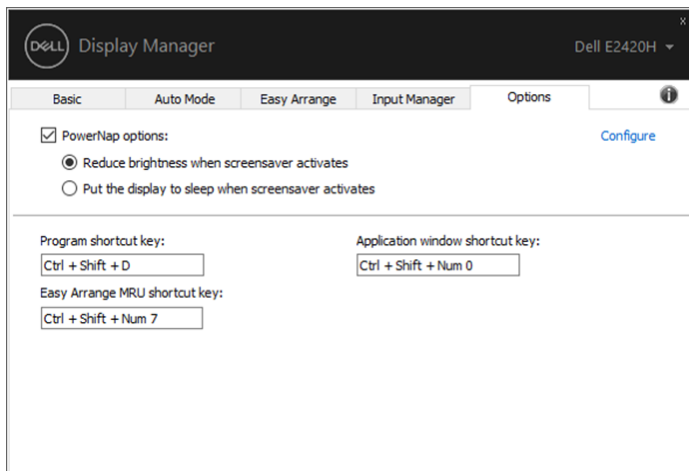 x
DELL Display Manager Dell E2420H
Basic Auto Mode Easy Arrange Input Manager Options i
PowerNap options: Configure
Reduce brightness when screensaver activates
Put the display to sleep when screensaver activates
Program shortcut key: Application window shortcut key:
Ctrl + Shift + D Ctrl + Shift + Num 0
Easy Arrange MRU shortcut key:
Ctrl + Shift + Num 7